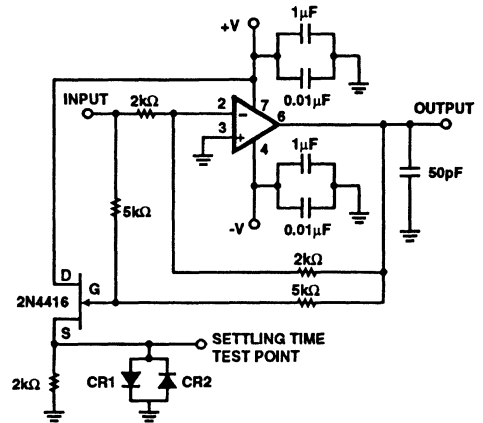 1µF
+V
0.01µF
INPUT
2kΩ
2
7
6
OUTPUT
−
3
+
4
1µF
50pF
5kΩ
-V
0.01µF
2kΩ
D
5kΩ
2N4416
G
S
SETTLING TIME
TEST POINT
2kΩ
CR1
CR2